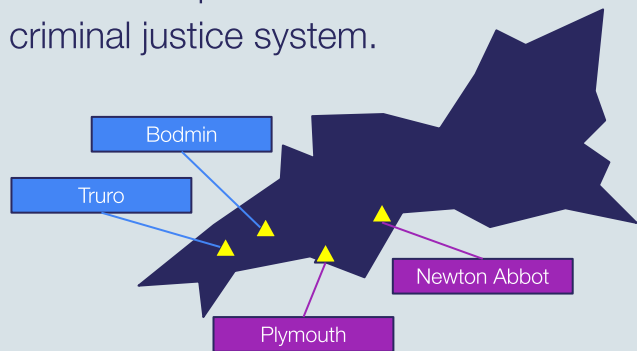 criminal justice system.
Bodmin
Truro
Newton Abbot
Plymouth